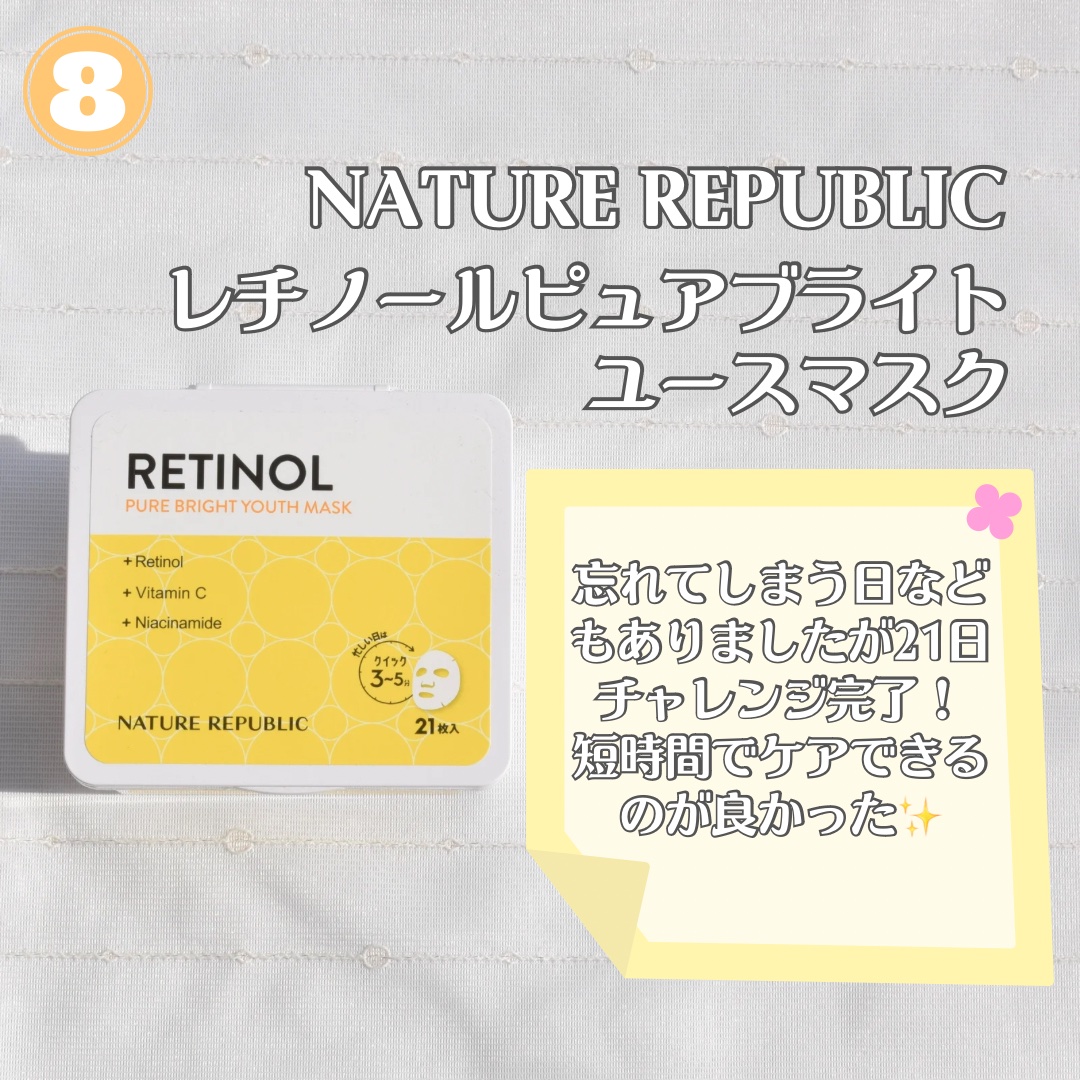 8
NATURE REPUBLIC
レチノールピュアブライト
ユースマスク
RETINOL
PURE BRIGHT YOUTH MASK
+ Retinol
+ Vitamin C
+ Niacinamide
忙しい日は
クイック
3~5分
NATURE REPUBLIC
21枚入
忘れてしまう日など
もありましたが21日
チャレンジ完了！
短時間でケアできる
のが良かった✨